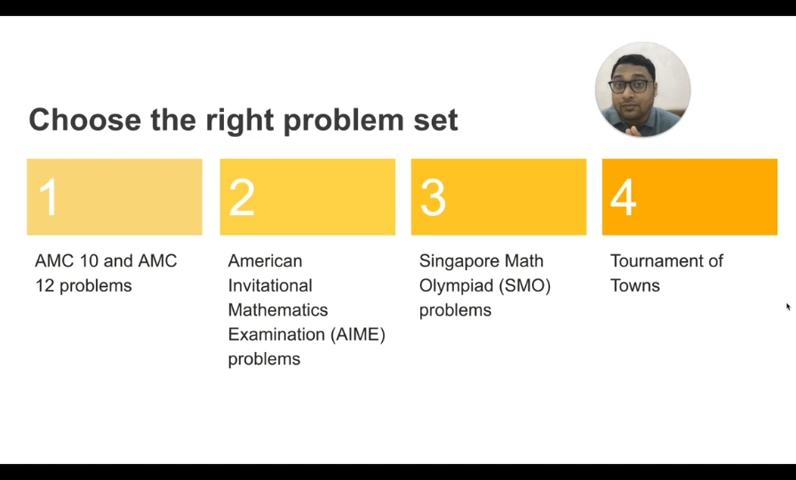 Choose the right problem set
1
AMC 10 and AMC
12 problems
2
American
Invitational
Mathematics
Examination (AIME)
problems
3
Singapore Math
Olympiad (SMO)
problems
4
Tournament of
Towns